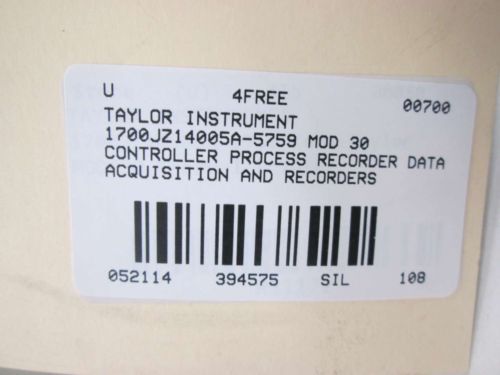 U 4FREE 00700
TAYLOR INSTRUMENT
1700JZ14005A-5759 MOD 30
CONTROLLER PROCESS RECORDER DATA
ACQUISITION AND RECORDERS
052114 394575 SIL 108